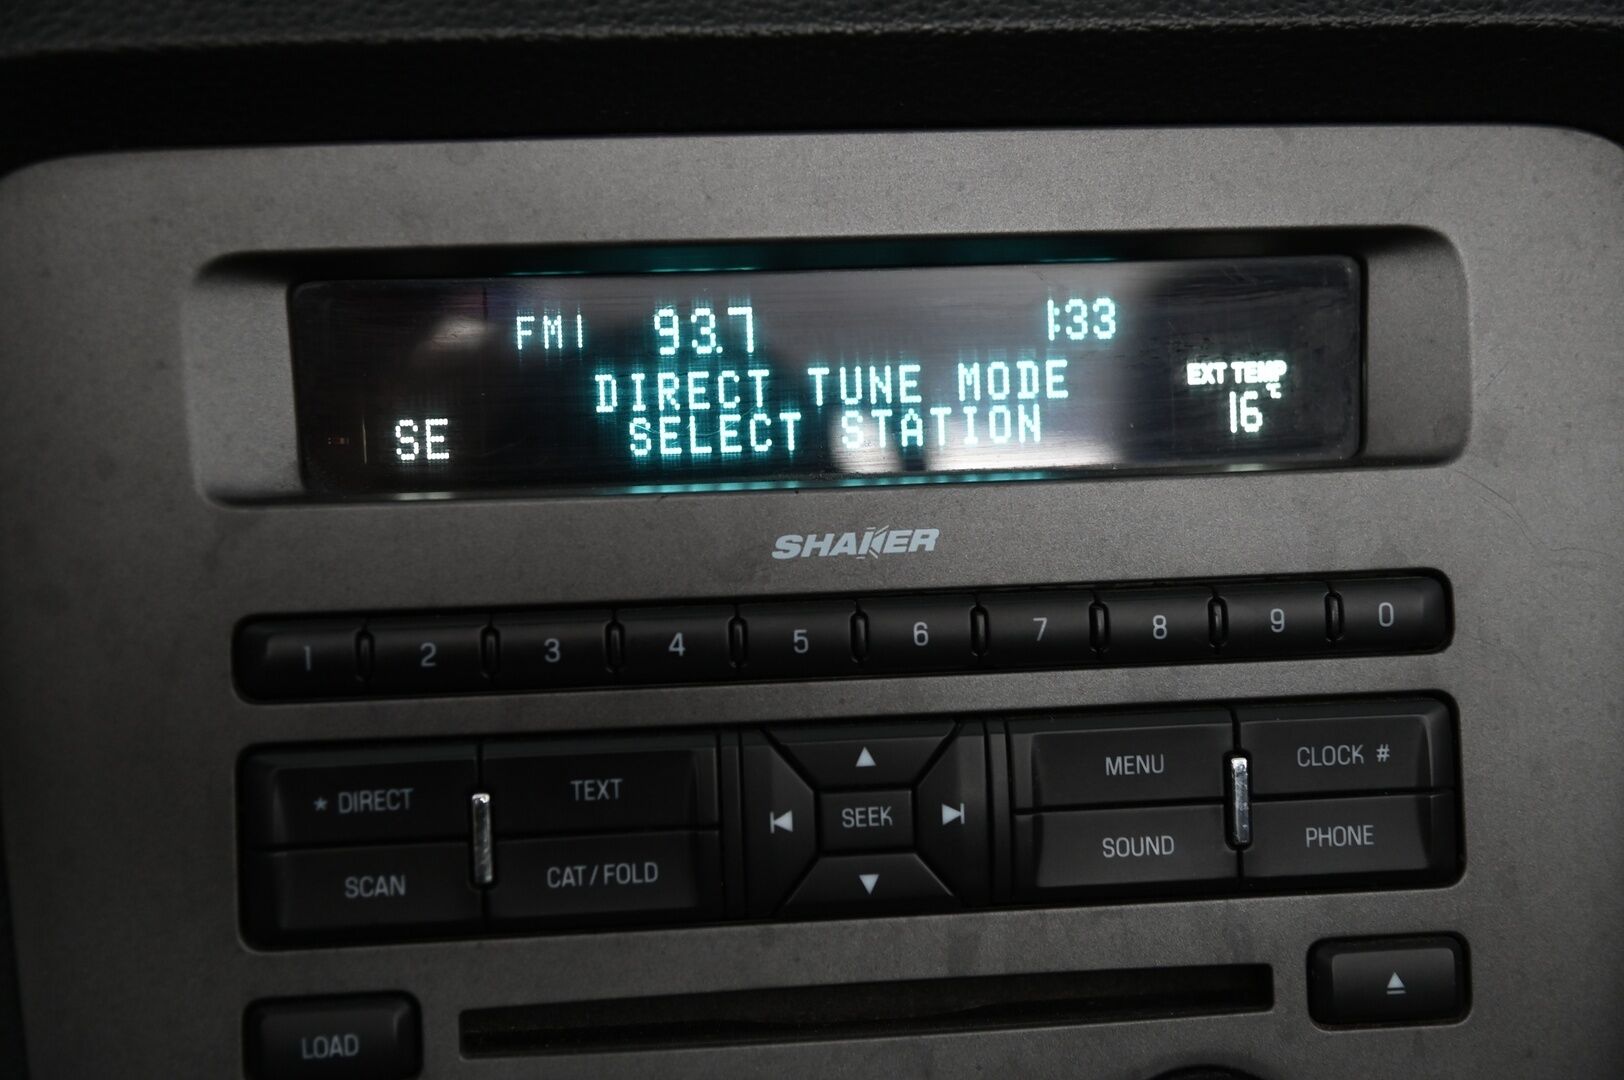 FM1 93.7 1:33
DIRECT TUNE MODE
EXT TEMP
°C
SE SELECT STATION 16
SHAKER
1 2 3 4 5 6 7 8 9 0
* DIRECT TEXT SEEK MENU CLOCK #
SCAN CAT/FOLD SOUND PHONE
LOAD